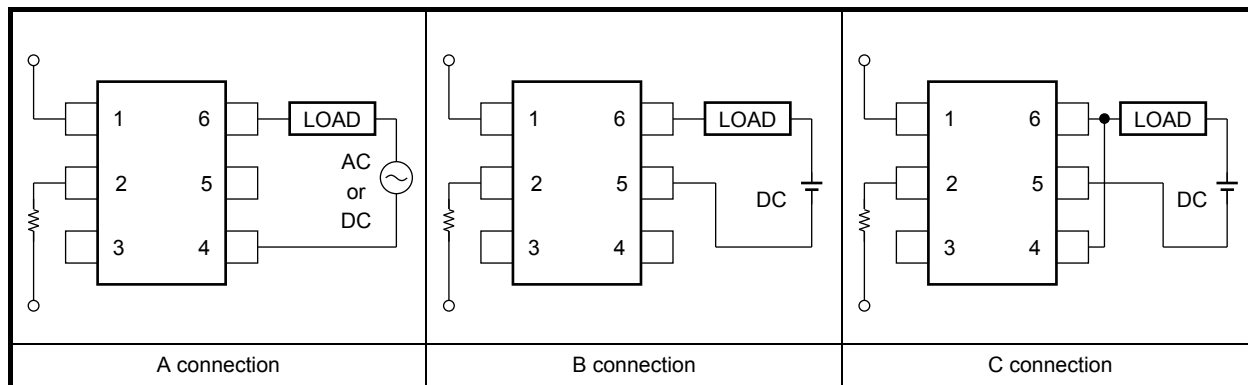 1 6 LOAD
AC
or
DC
2 5
3 4
A connection
1 6 LOAD
2 5
DC
3 4
B connection
1 6 LOAD
2 5
DC
3 4
C connection